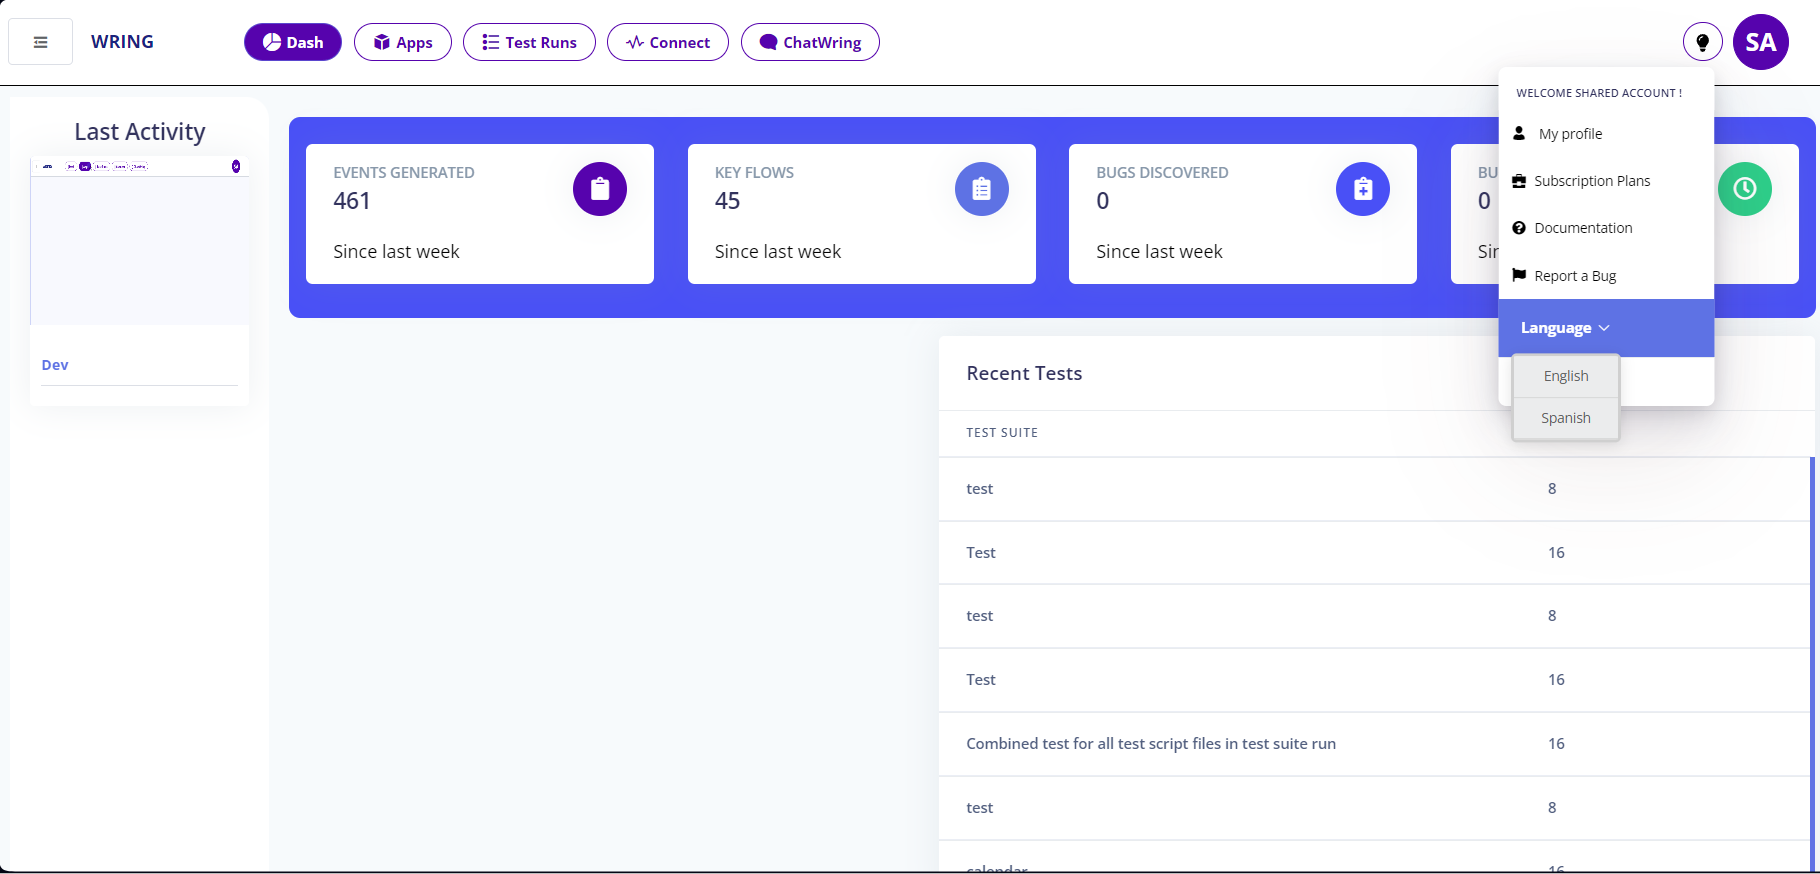 WRING
Dash
Apps
Test Runs
Connect
ChatWring
SA
WELCOME SHARED ACCOUNT !
My profile
Subscription Plans
Documentation
Report a Bug
Language
English
Spanish
Last Activity
Dev
EVENTS GENERATED
461
Since last week
KEY FLOWS
45
Since last week
BUGS DISCOVERED
0
Since last week
BU
0
Sin
Recent Tests
TEST SUITE
test 8
Test 16
test 8
Test 16
Combined test for all test script files in test suite run 16
test 8
calendar 16